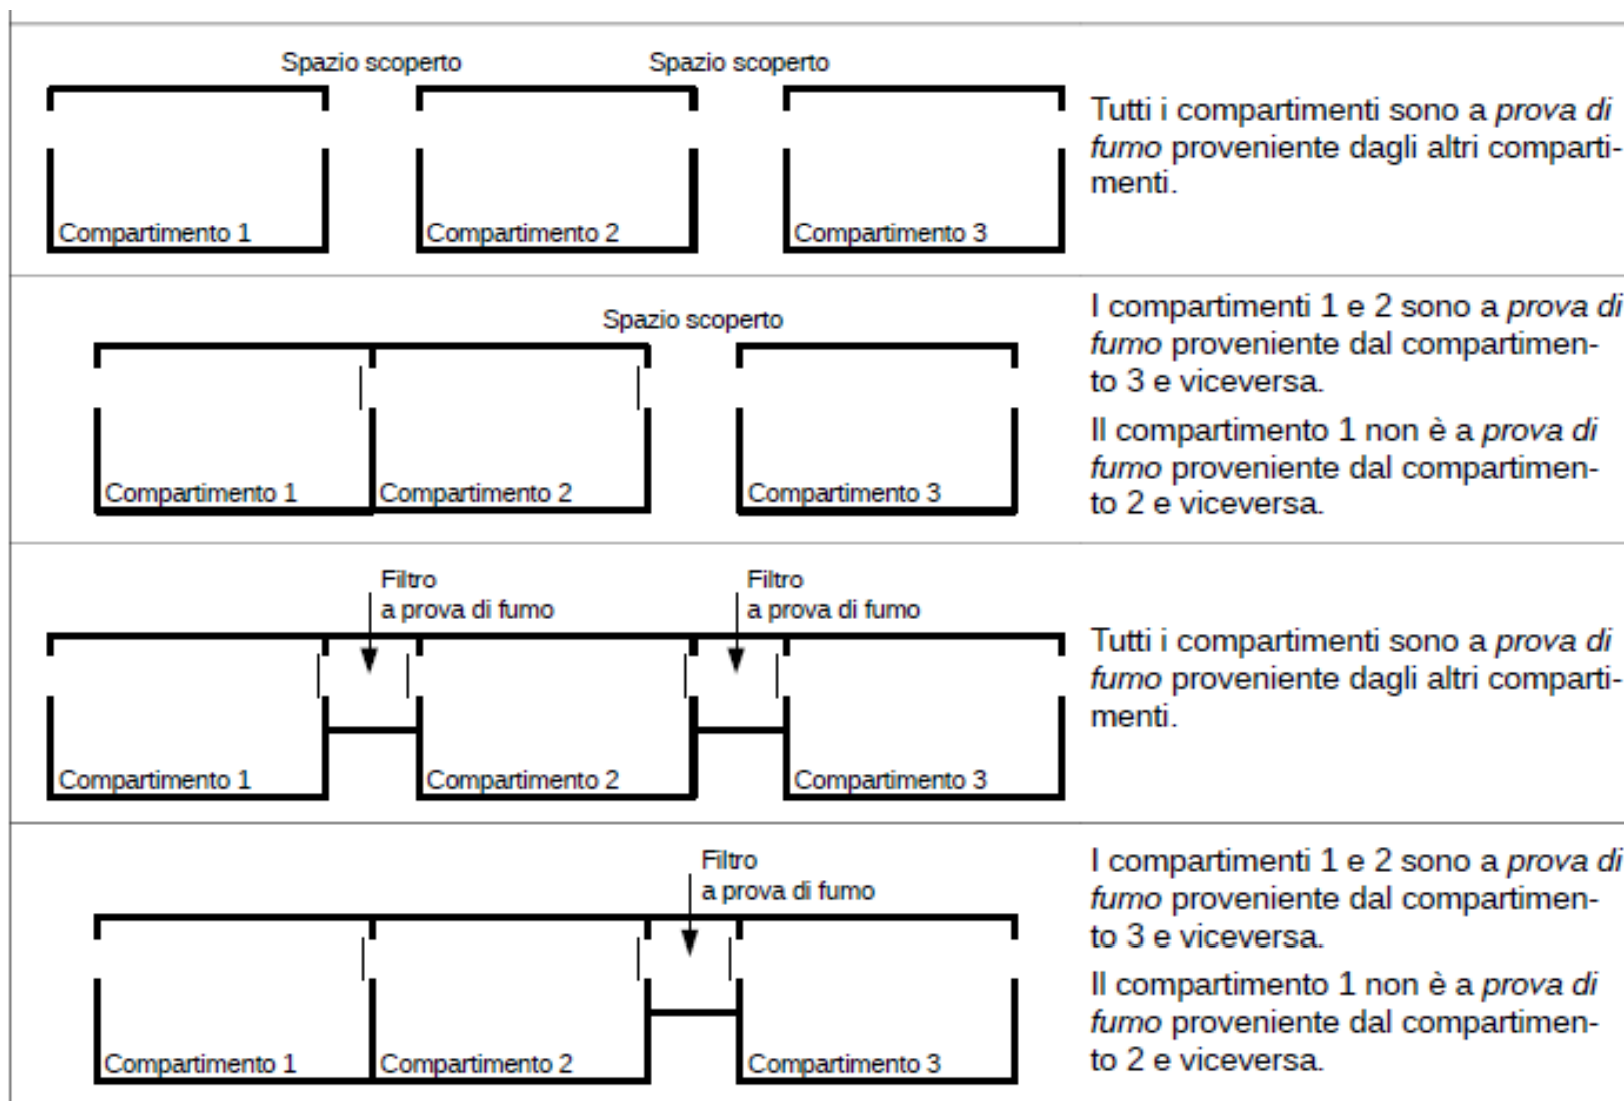 Spazio scoperto
Spazio scoperto
Compartimento 1
Compartimento 2
Compartimento 3
Tutti i compartimenti sono a prova di
fumo proveniente dagli altri comparti-
menti.
Spazio scoperto
Compartimento 1
Compartimento 2
Compartimento 3
I compartimenti 1 e 2 sono a prova di
fumo proveniente dal compartimen-
to 3 e viceversa.
Il compartimento 1 non è a prova di
fumo proveniente dal compartimen-
to 2 e viceversa.
Filtro
a prova di fumo
Filtro
a prova di fumo
Compartimento 1
Compartimento 2
Compartimento 3
Tutti i compartimenti sono a prova di
fumo proveniente dagli altri comparti-
menti.
Filtro
a prova di fumo
Compartimento 1
Compartimento 2
Compartimento 3
I compartimenti 1 e 2 sono a prova di
fumo proveniente dal compartimen-
to 3 e viceversa.
Il compartimento 1 non è a prova di
fumo proveniente dal compartimen-
to 2 e viceversa.